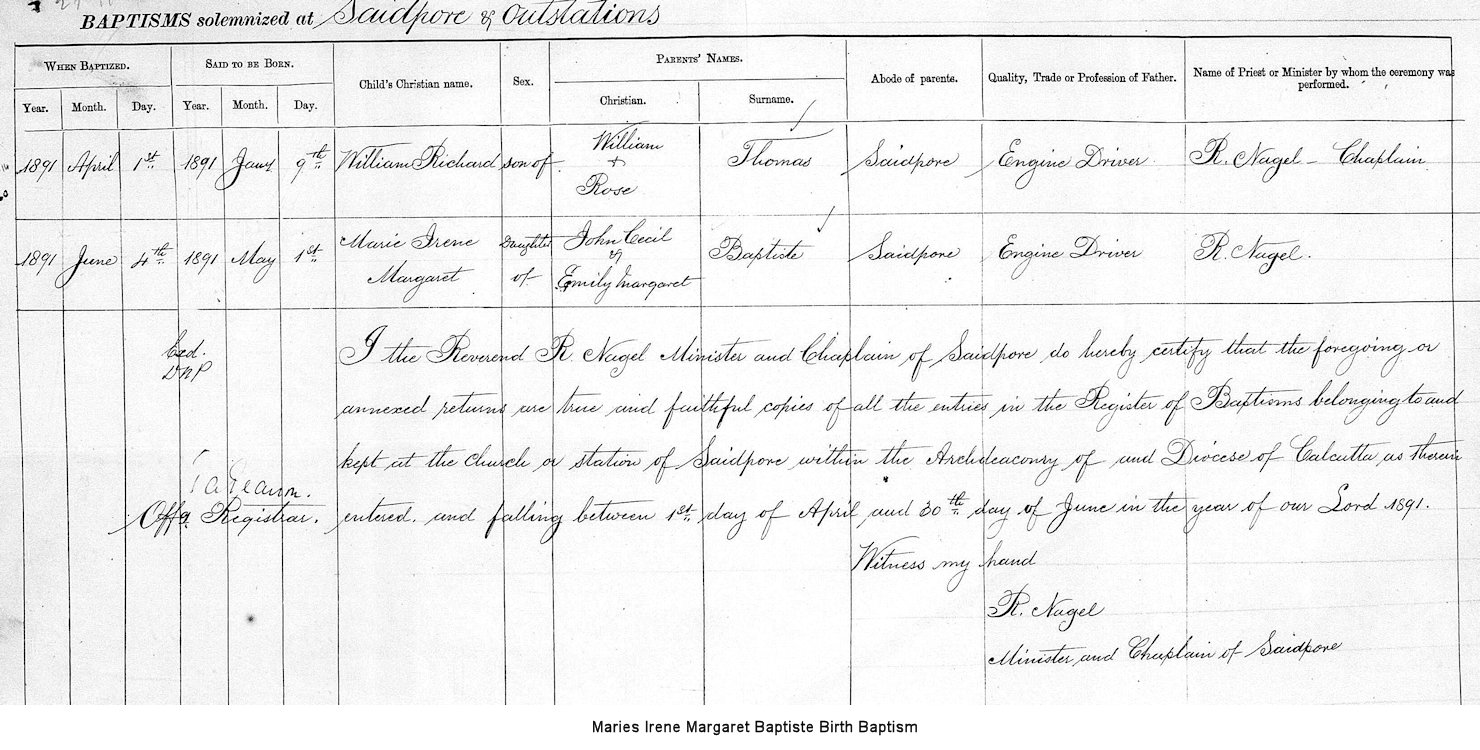 BAPTISMS solemnized at Saidpore & Outstations
WHEN BAPTIZED. SAID TO BE BORN. Child's Christian name. Sex. PARENTS' NAMES. Abode of parents. Quality, Trade or Profession of Father. Name of Priest or Minister by whom the ceremony was performed.
Year. Month. Day. Year. Month. Day. Christian. Surname.
1891 April 1st 1891 Jany 9th William Richard son of William + Rose Thomas Saidpore Engine Driver R. Nagel - Chaplain
1891 June 4th 1891 May 1st Marie Irene Margaret Daughter of John Cecil & Emily Margaret Baptiste Saidpore Engine Driver R. Nagel.
I the Reverend R. Nagel Minister and Chaplain of Saidpore do hereby certify that the foregoing or
annexed returns are true and faithful copies of all the entries in the Register of Baptisms belonging to and
kept at the Church or station of Saidpore within the Archdeaconry of and Diocese of Calcutta as therein
Offg Registrar. entered. and falling between 1st day of April and 30th day of June in the year of our Lord 1891.
Witness my hand
R. Nagel
Minister and Chaplain of Saidpore
Maries Irene Margaret Baptiste Birth Baptism